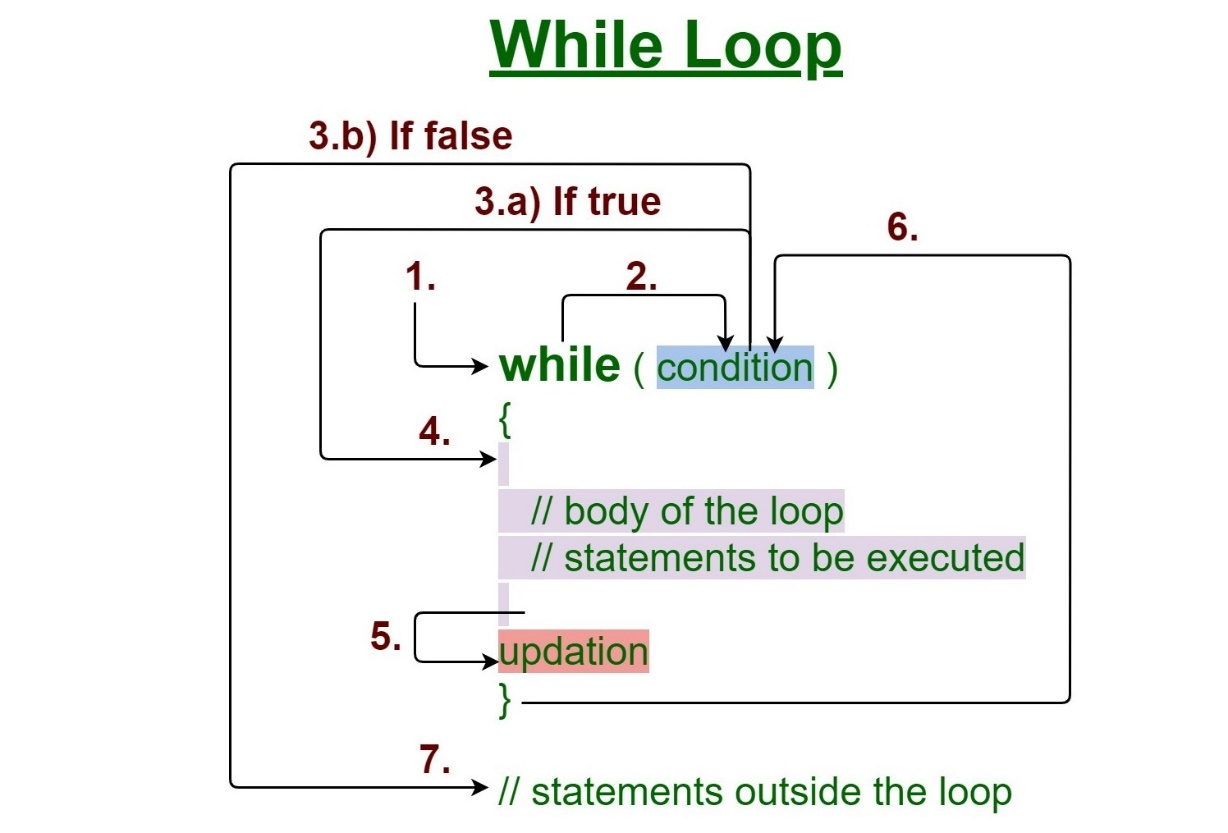 While Loop
3.b) If false
3.a) If true
6.
1.
2.
while ( condition )
{
4.
// body of the loop
// statements to be executed
5.
updation
}
7.
// statements outside the loop